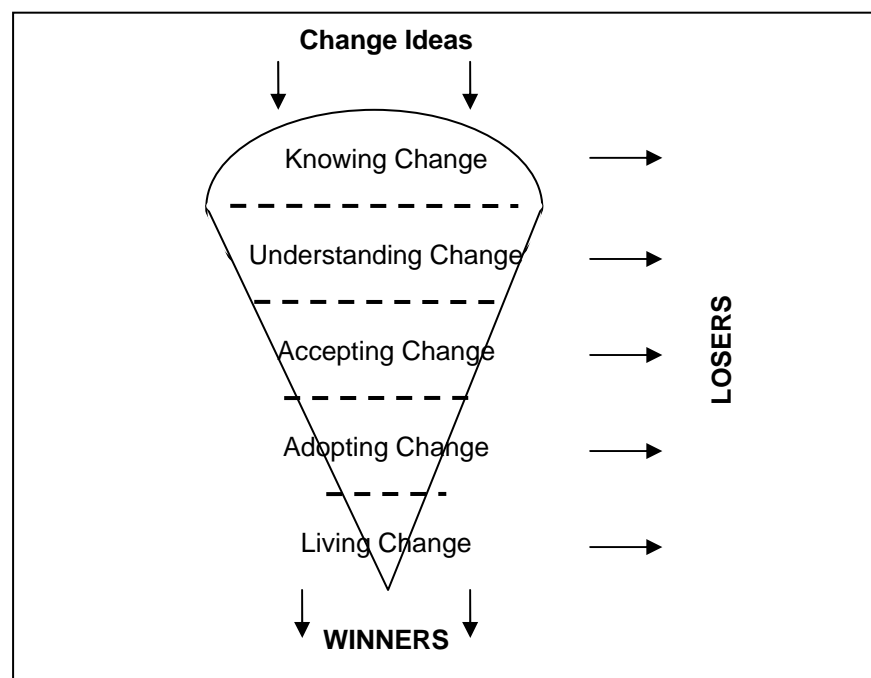 Change Ideas
Knowing Change
Understanding Change
Accepting Change
LOSERS
Adopting Change
Living Change
WINNERS